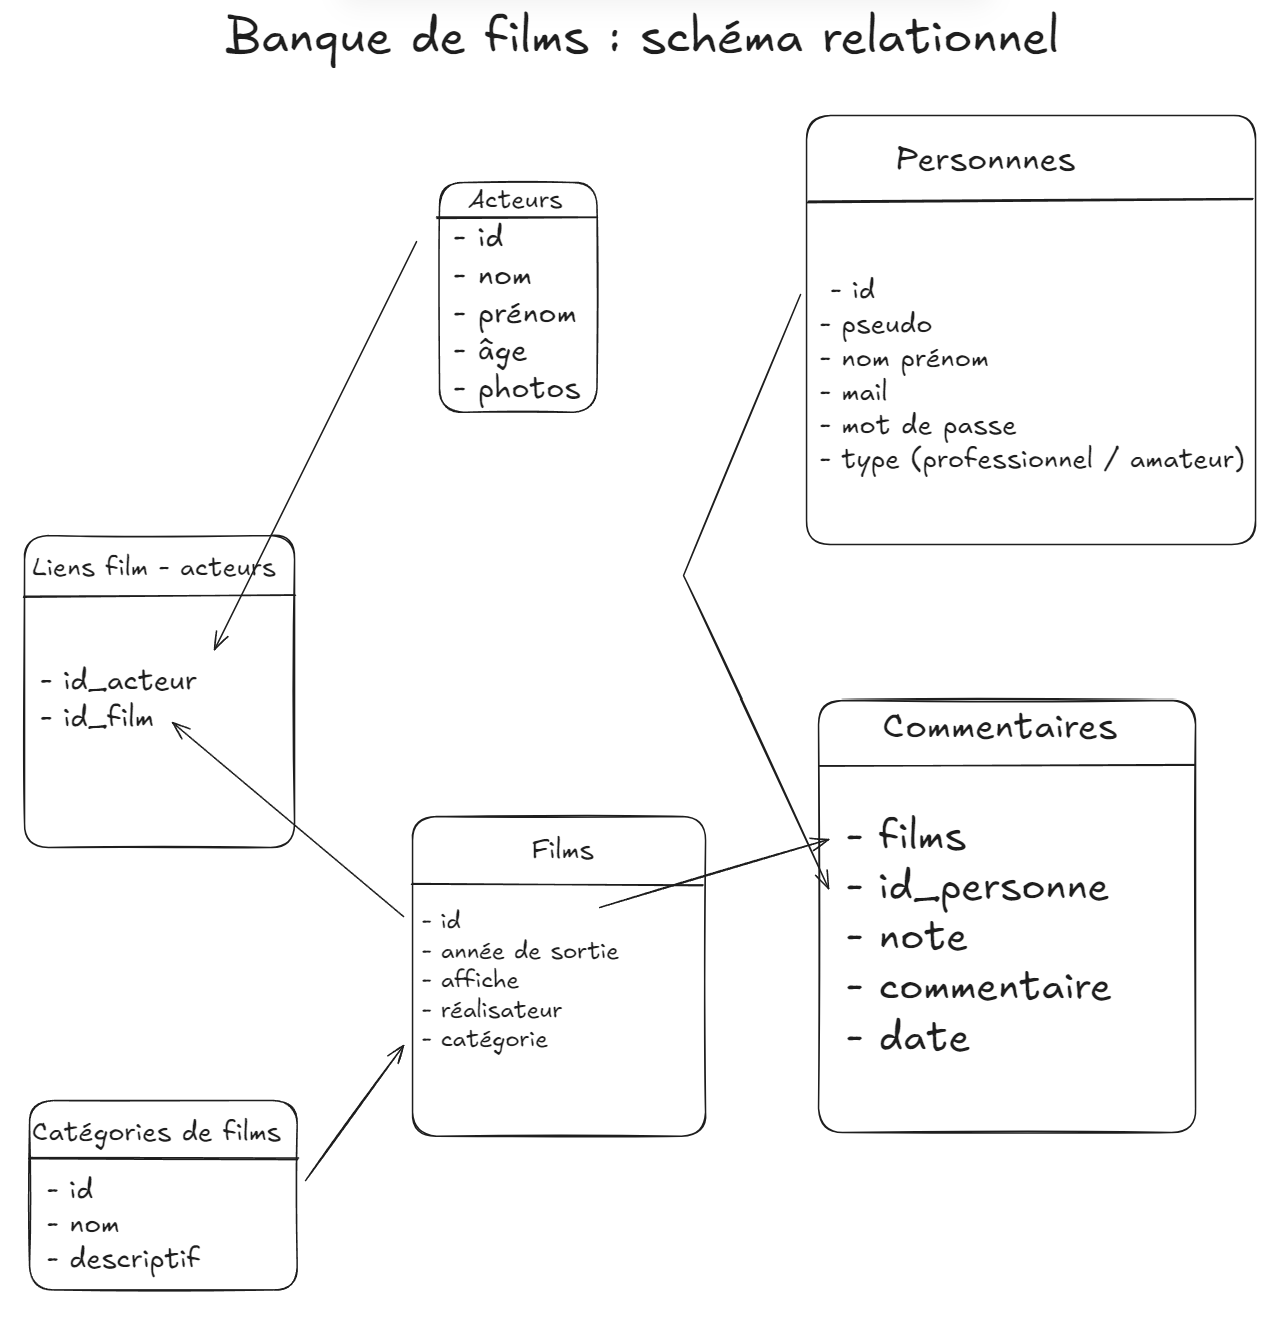 Banque de films : schéma relationnel
Acteurs
- id
- nom
- prénom
- âge
- photos
Personnnes
- id
- pseudo
- nom prénom
- mail
- mot de passe
- type (professionnel / amateur)
Liens film - acteurs
- id_acteur
- id_film
Films
- id
- année de sortie
- affiche
- réalisateur
- catégorie
Commentaires
- films
- id_personne
- note
- commentaire
- date
Catégories de films
- id
- nom
- descriptif